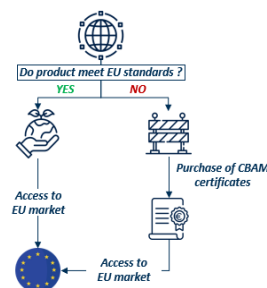 Do product meet EU standards ?
YES
NO
Purchase of CBAM
certificates
Access to
EU market
Access to
EU market